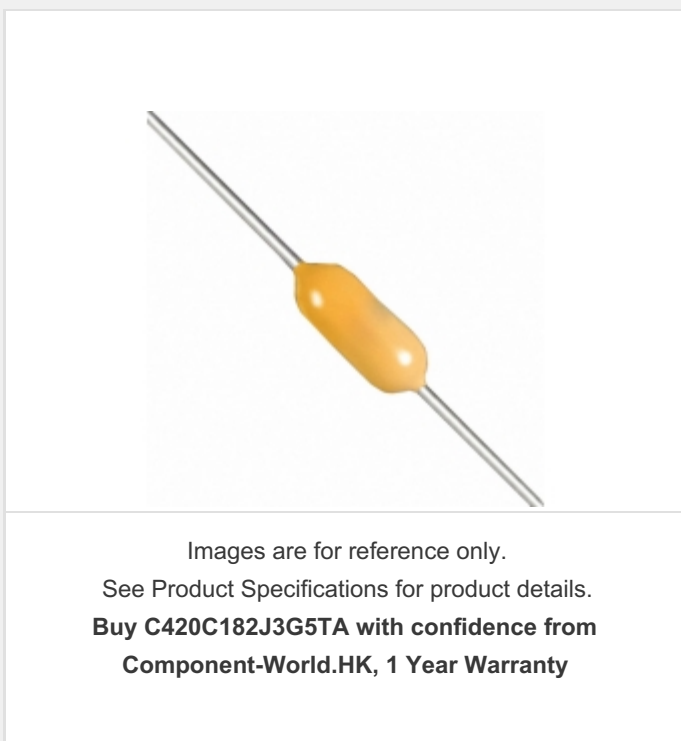 Images are for reference only.
See Product Specifications for product details.
Buy C420C182J3G5TA with confidence from
Component-World.HK, 1 Year Warranty